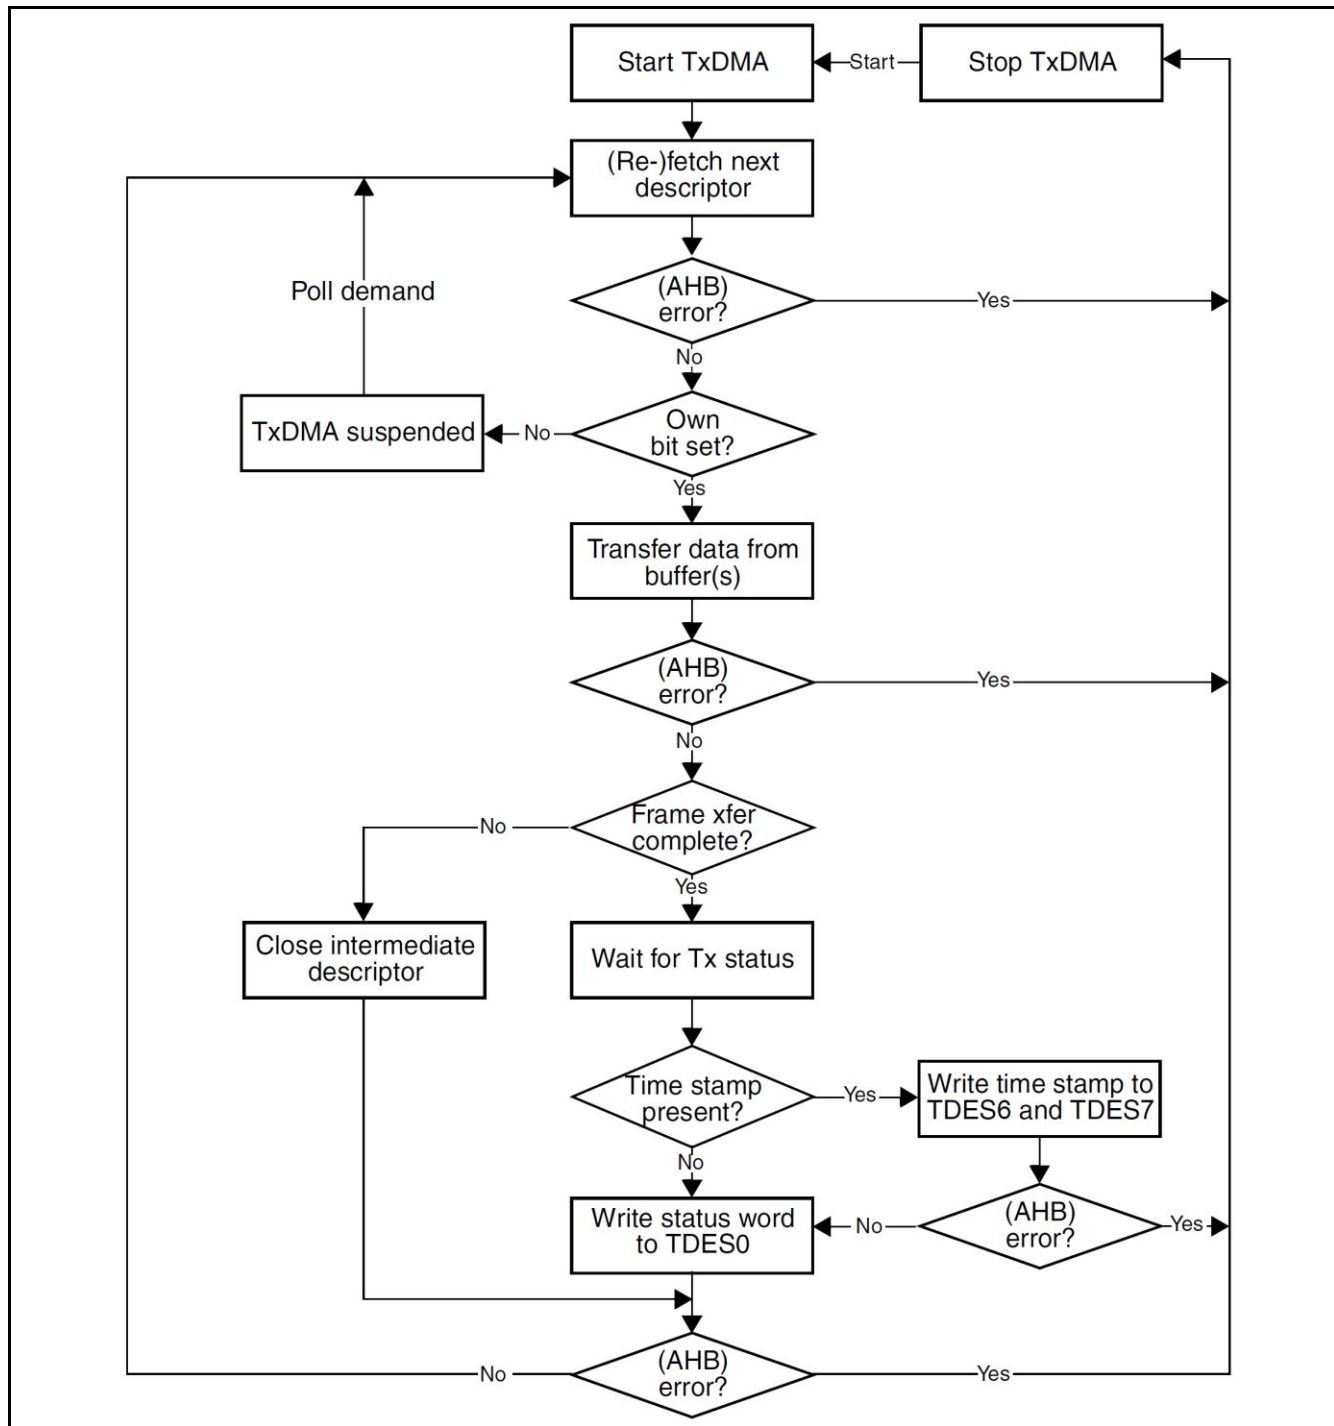 Start TxDMA
Start
Stop TxDMA
(Re-)fetch next
descriptor
(AHB)
error?
Yes
Poll demand
No
TxDMA suspended
No
Own
bit set?
Yes
Transfer data from
buffer(s)
(AHB)
error?
Yes
No
Frame xfer
complete?
No
Yes
Close intermediate
descriptor
Wait for Tx status
Time stamp
present?
Yes
Write time stamp to
TDES6 and TDES7
No
Write status word
to TDES0
No
(AHB)
error?
Yes
No
(AHB)
error?
Yes